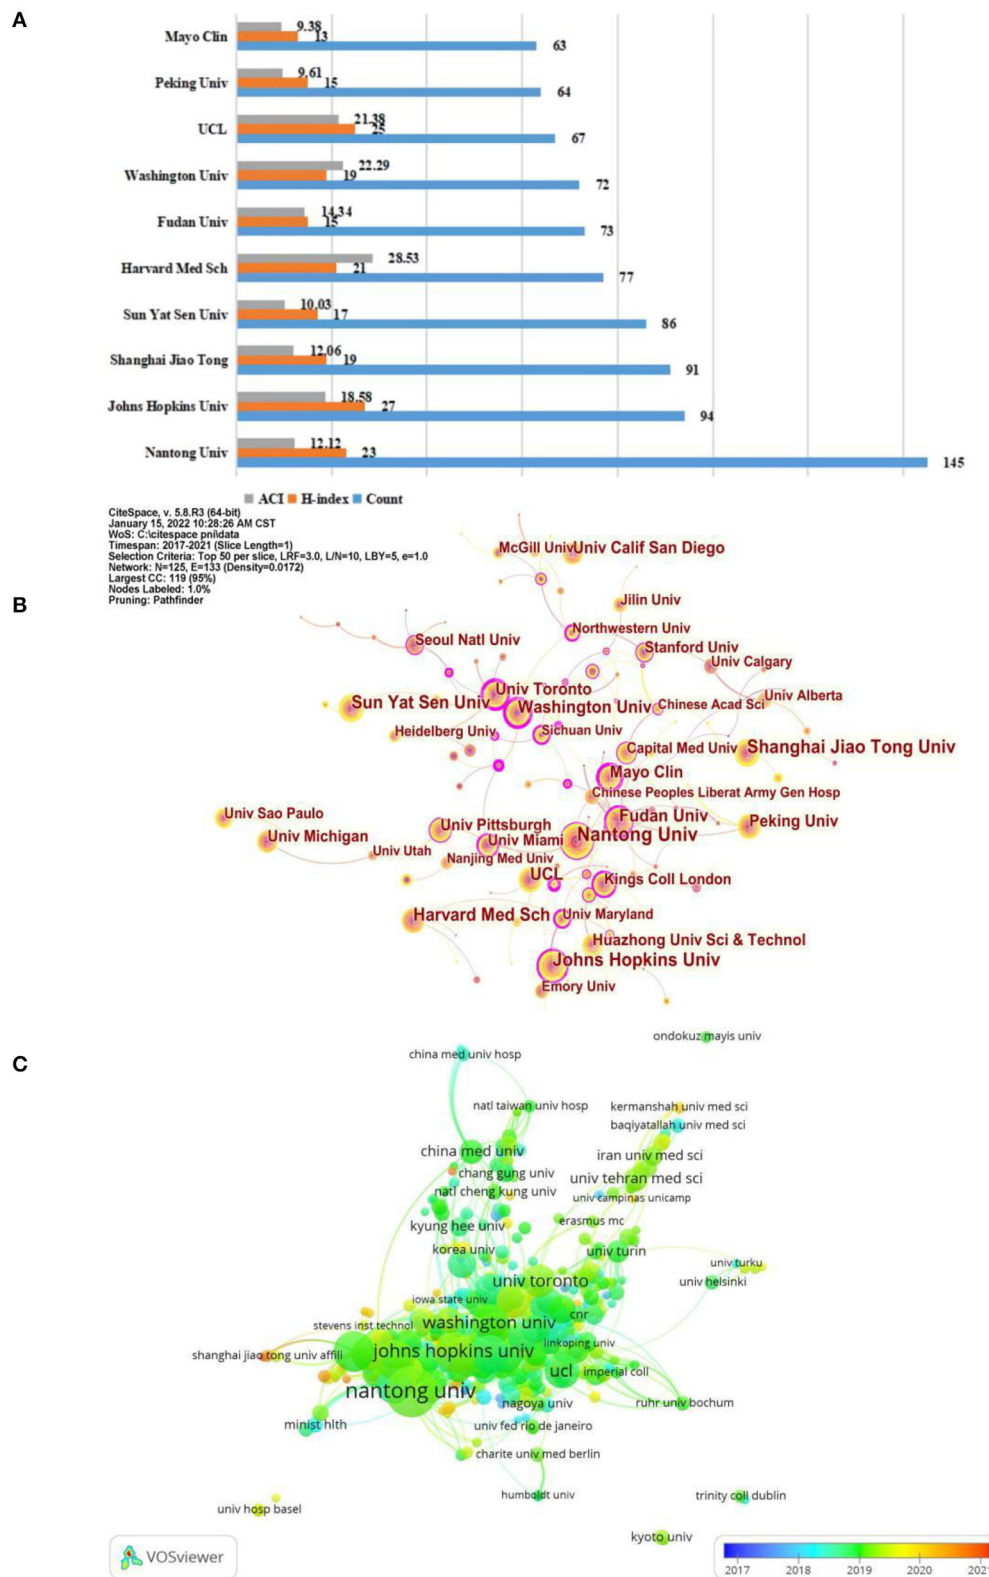 A
Mayo Clin
9.38
13
63
Peking Univ
9.61
15
64
UCL
21.38
25
67
Washington Univ
22.29
19
72
Fudan Univ
14.34
15
73
Harvard Med Sch
28.53
21
77
Sun Yat Sen Univ
10.03
17
86
Shanghai Jiao Tong
12.06
19
91
Johns Hopkins Univ
18.58
27
94
Nantong Univ
12.12
23
145
ACI H-index Count
CiteSpace, v. 5.8.R3 (64-bit)
January 15, 2022 10:28:26 AM CST
WoS: C:\citespace pni\data
Timespan: 2017-2021 (Slice Length=1)
Selection Criteria: Top 50 per slice, LRF=3.0, L/N=10, LBY=5, e=1.0
Network: N=125, E=133 (Density=0.0172)
Largest CC: 119 (95%)
Nodes Labeled: 1.0%
Pruning: Pathfinder
B
McGill Univ
Univ Calif San Diego
Jilin Univ
Northwestern Univ
Seoul Natl Univ
Stanford Univ
Univ Calgary
Univ Toronto
Univ Alberta
Sun Yat Sen Univ
Washington Univ
Chinese Acad Sci
Heidelberg Univ
Sichuan Univ
Capital Med Univ
Shanghai Jiao Tong Univ
Mayo Clin
Chinese Peoples Liberat Army Gen Hosp
Univ Sao Paulo
Fudan Univ
Peking Univ
Univ Pittsburgh
Univ Michigan
Nantong Univ
Univ Miami
Univ Utah
Nanjing Med Univ
UCL
Kings Coll London
Harvard Med Sch
Univ Maryland
Huazhong Univ Sci & Technol
Johns Hopkins Univ
Emory Univ
C
ondokuz mayis univ
china med univ hosp
natl taiwan univ hosp
kermanshah univ med sci
baqiyatallah univ med sci
china med univ
iran univ med sci
chang gung univ
univ tehran med sci
natl cheng kung univ
univ campinas unicamp
kyung hee univ
erasmus mc
korea univ
univ turin
univ turku
univ toronto
univ helsinki
iowa state univ
cnr
stevens inst technol
washington univ
linkoping univ
shanghai jiao tong univ affili
johns hopkins univ
ucl
imperial coll
nantong univ
nagoya univ
ruhr univ bochum
minist hlth
univ fed rio de janeiro
charite univ med berlin
humboldt univ
trinity coll dublin
univ hosp basel
kyoto univ
VOSviewer
2017
2018
2019
2020
2021